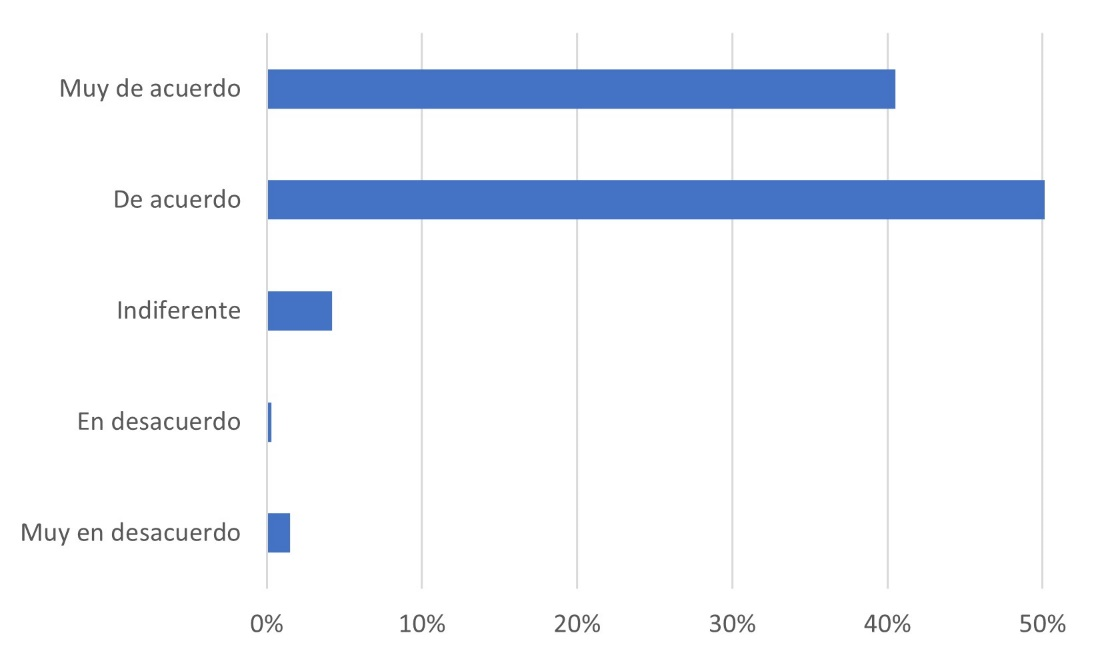 Muy de acuerdo
De acuerdo
Indiferente
En desacuerdo
Muy en desacuerdo
0% 10% 20% 30% 40% 50%